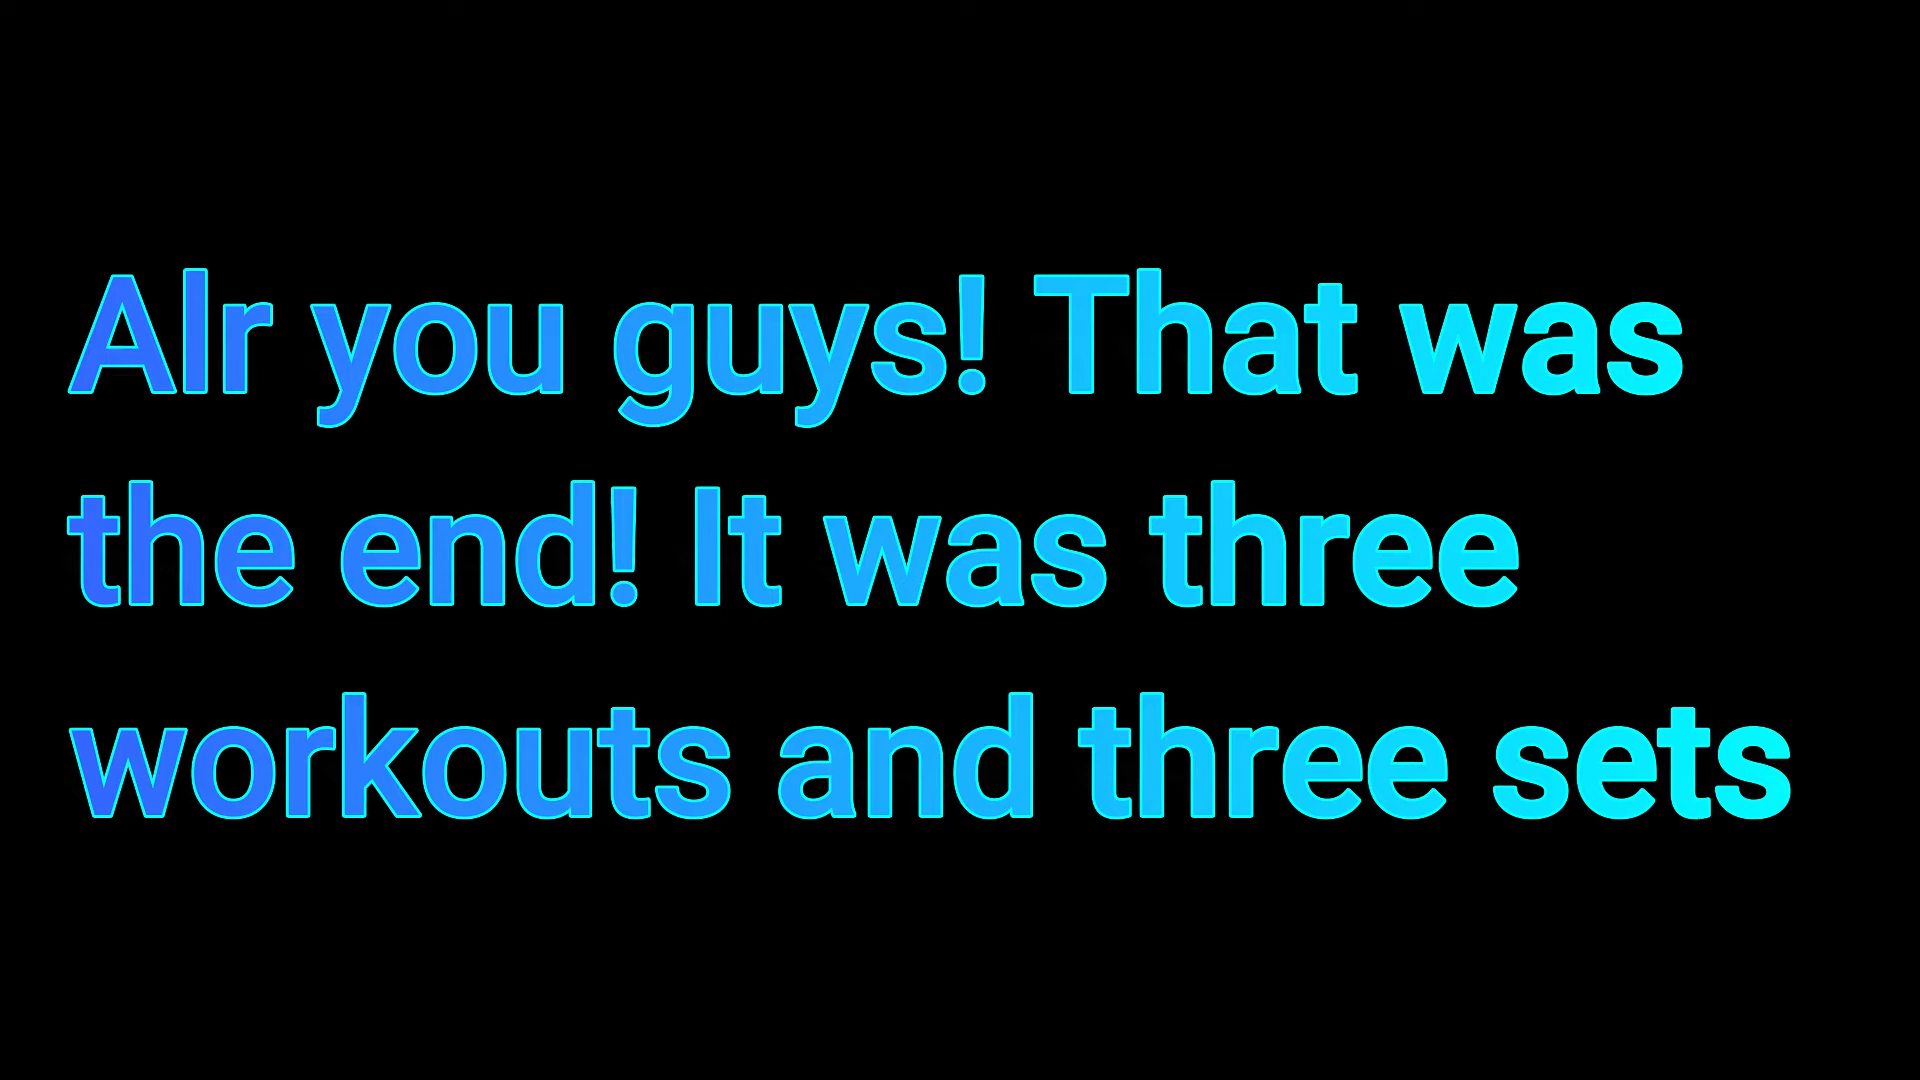 Alr you guys! That was
the end! It was three
workouts and three sets